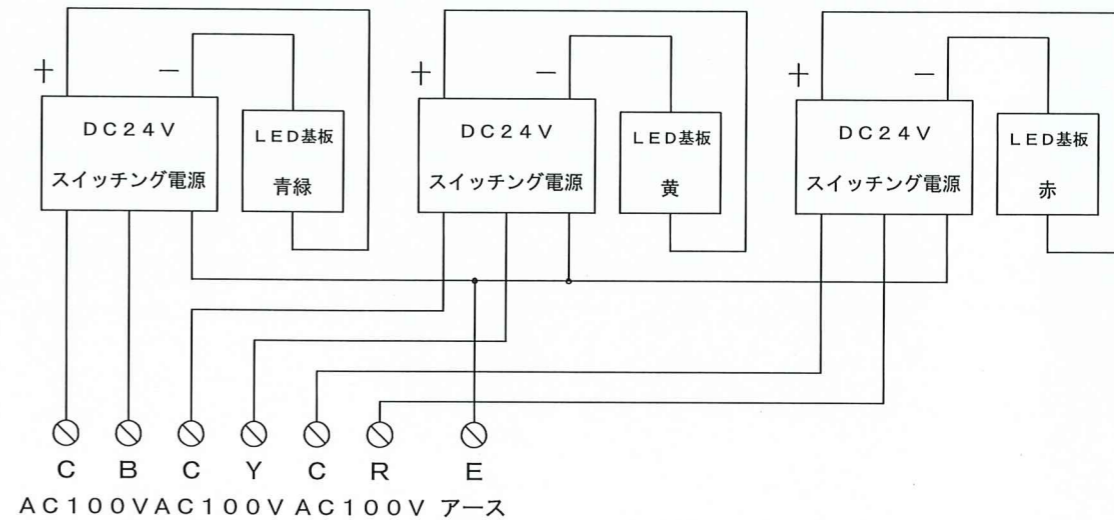 ＋ － ＋ － ＋ －
ＤＣ２４Ｖ
スイッチング電源
ＬＥＤ基板
青緑
ＤＣ２４Ｖ
スイッチング電源
ＬＥＤ基板
黄
ＤＣ２４Ｖ
スイッチング電源
ＬＥＤ基板
赤
Ｃ Ｂ Ｃ Ｙ Ｃ Ｒ Ｅ
ＡＣ１００Ｖ ＡＣ１００Ｖ ＡＣ１００Ｖ アース